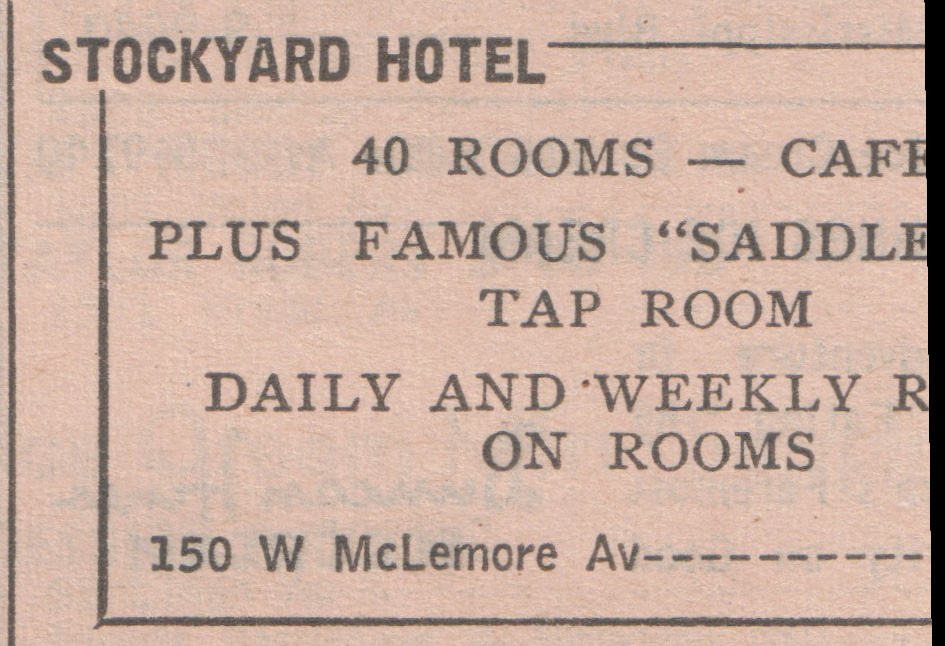 STOCKYARD HOTEL
40 ROOMS — CAFE
PLUS FAMOUS “SADDLE
TAP ROOM
DAILY AND WEEKLY R
ON ROOMS
150 W McLemore Av-----------